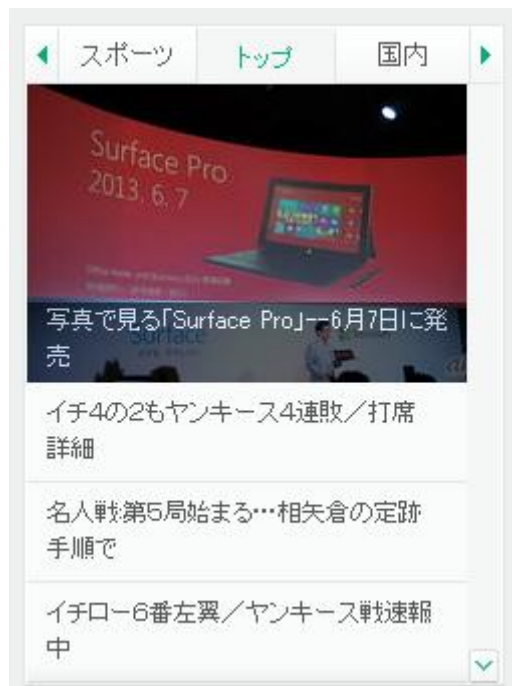 スポーツ
トップ
国内
Surface Pro
2013. 6. 7
写真で見る「Surface Pro」--6月7日に発
売
Surface
イチ4の2もヤンキース4連敗／打席
詳細
名人戦第5局始まる…相矢倉の定跡
手順で
イチロー6番左翼／ヤンキース戦速報
中